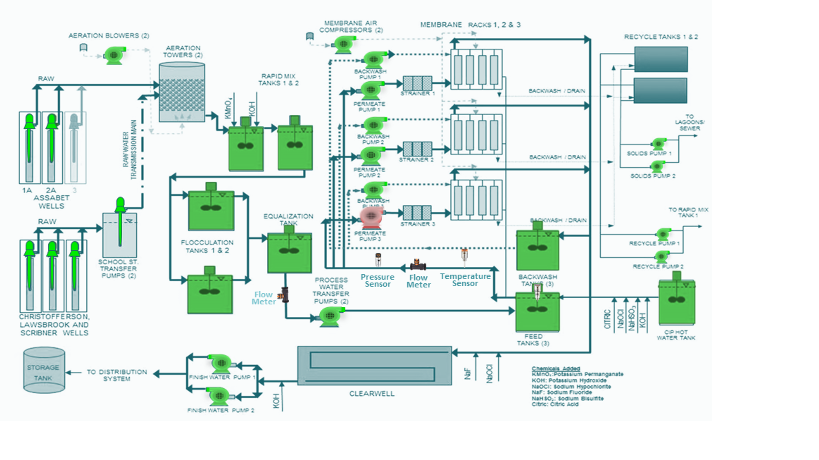 AERATION BLOWERS (2)
AERATION
TOWERS (2)
MEMBRANE AIR
COMPRESSORS (2)
MEMBRANE RACKS 1, 2 & 3
RECYCLE TANKS 1 & 2
RAW
RAPID MIX
TANKS 1 & 2
KMnO4
KOH
BACKWASH
PUMP 1
STRAINER 1
PERMEATE
PUMP 1
BACKWASH / DRAIN
BACKWASH
PUMP 2
STRAINER 2
PERMEATE
PUMP 2
BACKWASH / DRAIN
TO
LAGOONS/
SEWER
SOLIDS PUMP 1
SOLIDS PUMP 2
RAW WATER
TRANSMISSION MAIN
1A 2A 3
ASSABET
WELLS
RAW
SCHOOL ST.
TRANSFER
PUMPS (2)
FLOCCULATION
TANKS 1 & 2
EQUALIZATION
TANK
BACKWASH
STRAINER 3
PERMEATE
PUMP 3
BACKWASH / DRAIN
TO RAPID MIX
TANK 1
RECYCLE PUMP 1
RECYCLE PUMP 2
Flow
Meter
PROCESS
WATER
TRANSFER
PUMPS (2)
Pressure
Sensor
Flow
Meter
Temperature
Sensor
BACKWASH
TANKS (3)
FEED
TANKS (3)
CITRIC
NaOCl
NaHSO3
KOH
CIP HOT
WATER TANK
CHRISTOFFERSON,
LAWSBROOK AND
SCRIBNER WELLS
STORAGE
TANK
TO DISTRIBUTION
SYSTEM
FINISH WATER PUMP 1
FINISH WATER PUMP 2
KOH
CLEARWELL
NaF
NaOCl
Chemicals Added
KMnO4: Potassium Permanganate
KOH: Potassium Hydroxide
NaOCl: Sodium Hypochlorite
NaF: Sodium Fluoride
NaHSO3: Sodium Bisulfite
Citric: Citric Acid